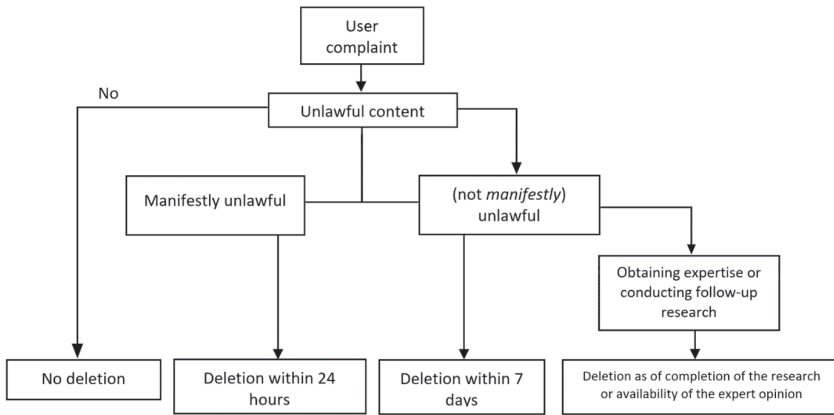 User
complaint
No
Unlawful content
Manifestly unlawful
(not manifestly)
unlawful
Obtaining expertise or
conducting follow-up
research
No deletion
Deletion within 24
hours
Deletion within 7
days
Deletion as of completion of the research
or availability of the expert opinion